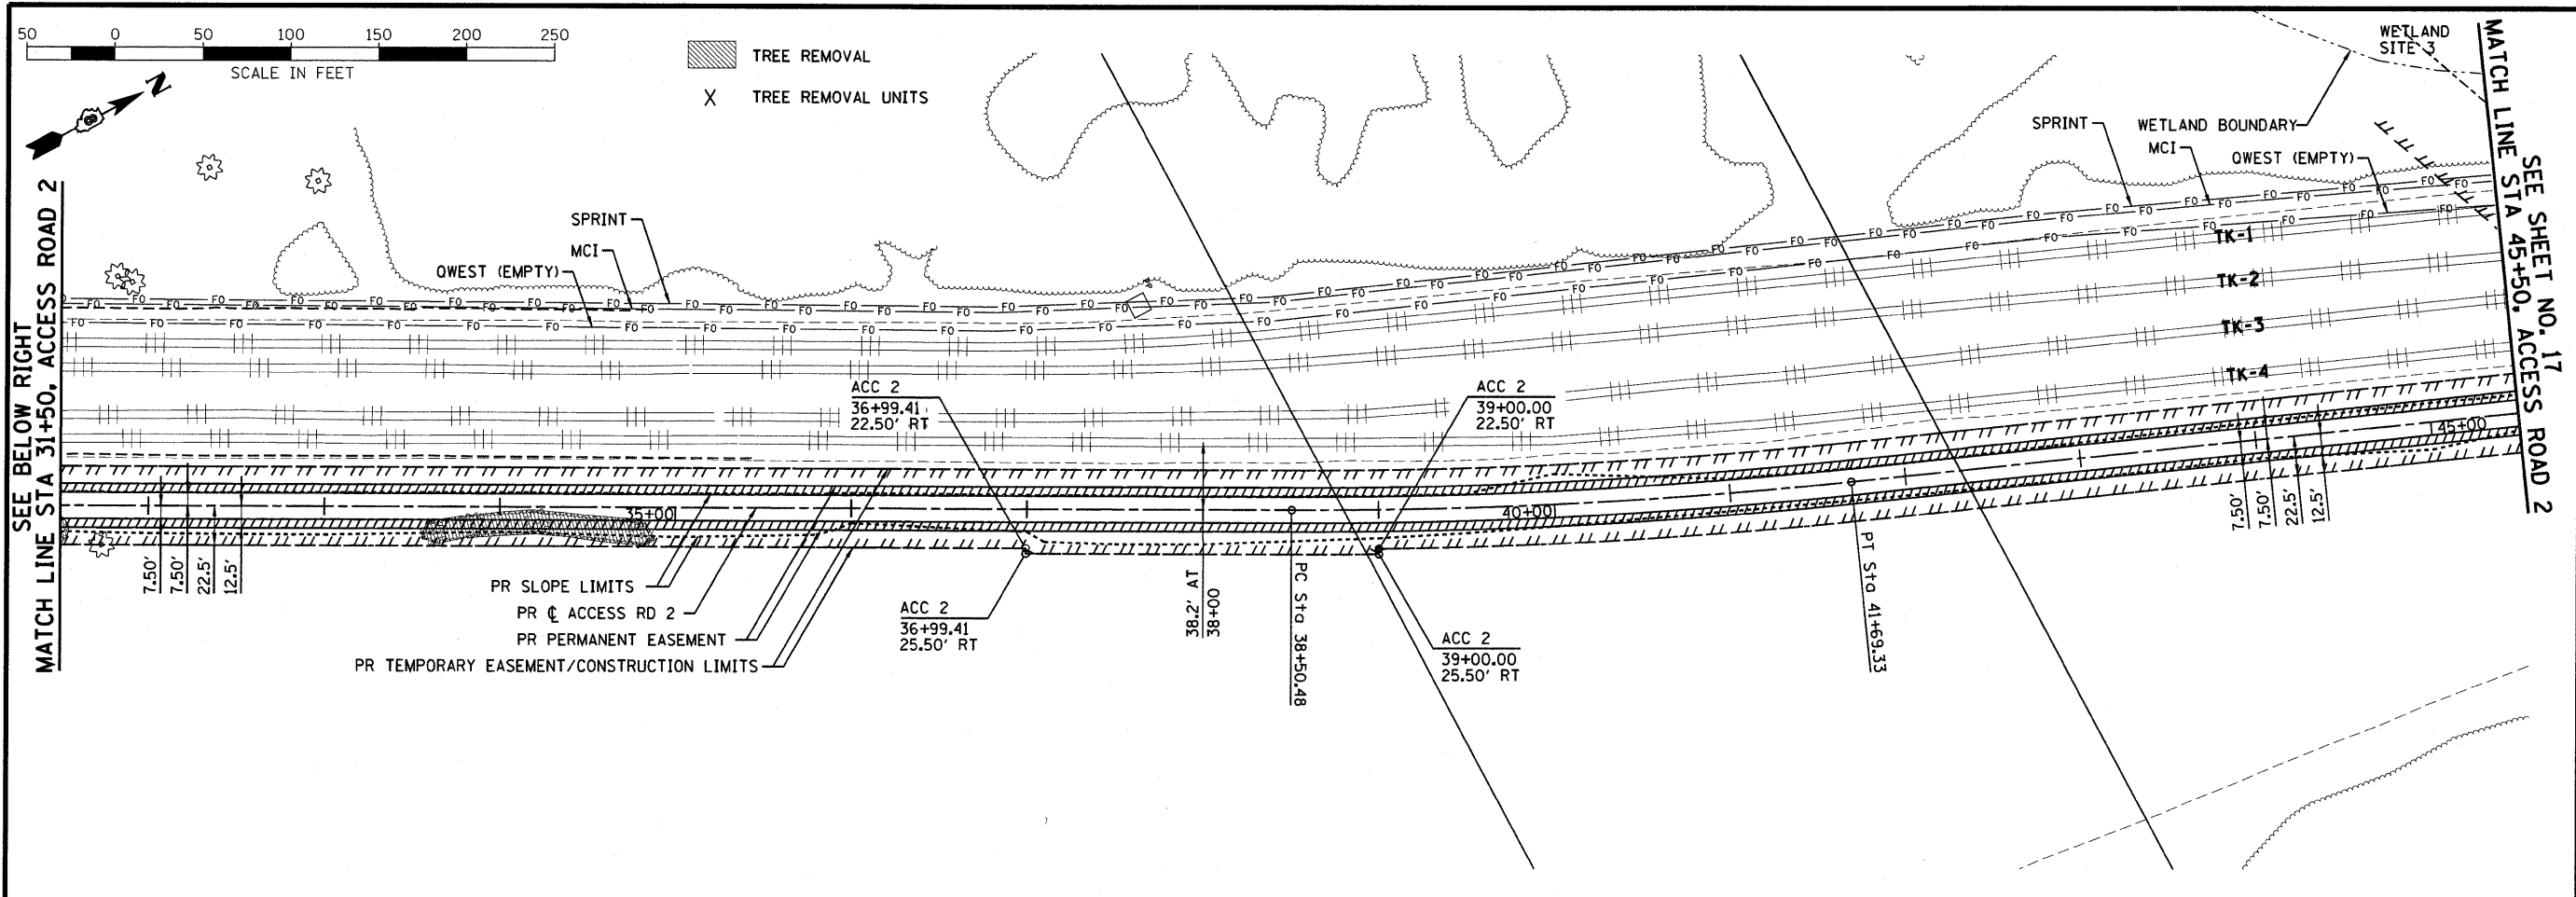 50 0 50 100 150 200 250
SCALE IN FEET
N
TREE REMOVAL
X TREE REMOVAL UNITS
SEE BELOW RIGHT
MATCH LINE STA 31+50, ACCESS ROAD 2
SPRINT
MCI
QWEST (EMPTY)
WETLAND
SITE 3
WETLAND BOUNDARY
SPRINT
MCI
QWEST (EMPTY)
MATCH LINE STA 45+50, ACCESS ROAD 2
SEE SHEET NO. 17
TK-1
TK-2
TK-3
TK-4
ACC 2
36+99.41
22.50' RT
ACC 2
39+00.00
22.50' RT
35+00
40+00
45+00
7.50'
7.50'
22.5'
12.5'
PR SLOPE LIMITS
PR ℄ ACCESS RD 2
PR PERMANENT EASEMENT
PR TEMPORARY EASEMENT/CONSTRUCTION LIMITS
ACC 2
36+99.41
25.50' RT
38.2' AT
38+00
PC Sta 38+50.48
ACC 2
39+00.00
25.50' RT
PT Sta 41+69.33
7.50'
7.50'
22.5'
12.5'